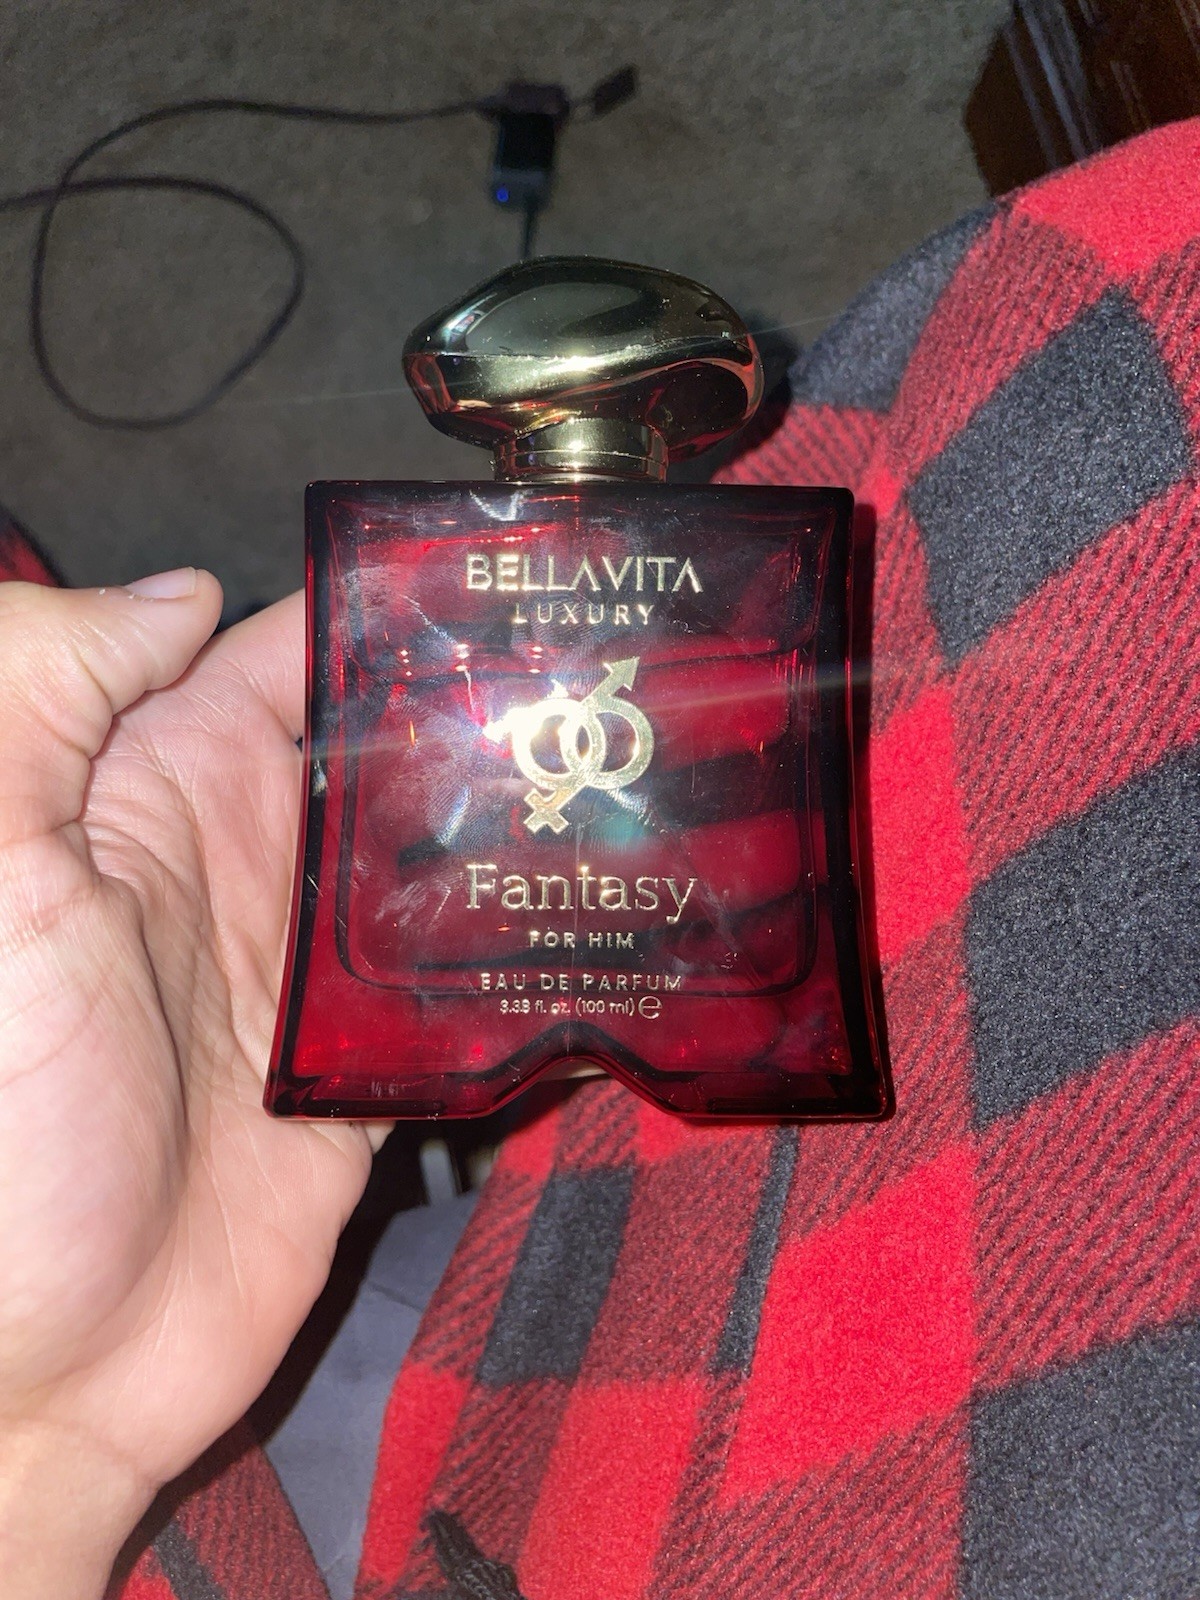 BELLAVITA
LUXURY
Fantasy
FOR HIM
EAU DE PARFUM
3.38 fl. oz. (100 ml) ℮